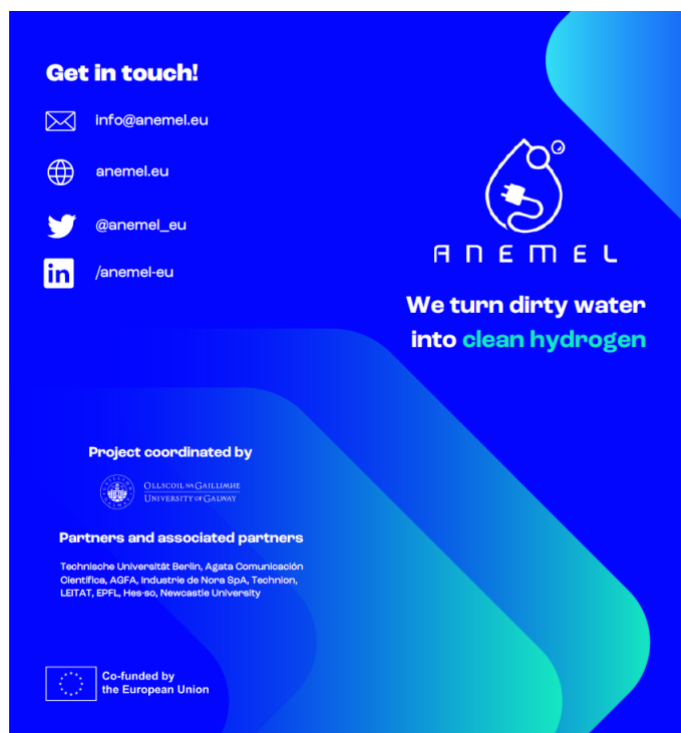 Get in touch!
info@anemel.eu
anemel.eu
@anemel_eu
in
/anemel-eu
ANEMEL
We turn dirty water
into clean hydrogen
Project coordinated by
OLLSCOIL NA GAILLIMHE
UNIVERSITY OF GALWAY
Partners and associated partners
Technische Universität Berlin, Agata Comunicación
Científica, AGFA, Industrie de Nora SpA, Technion,
LEITAT, EPFL, Hes-so, Newcastle University
Co-funded by
the European Union